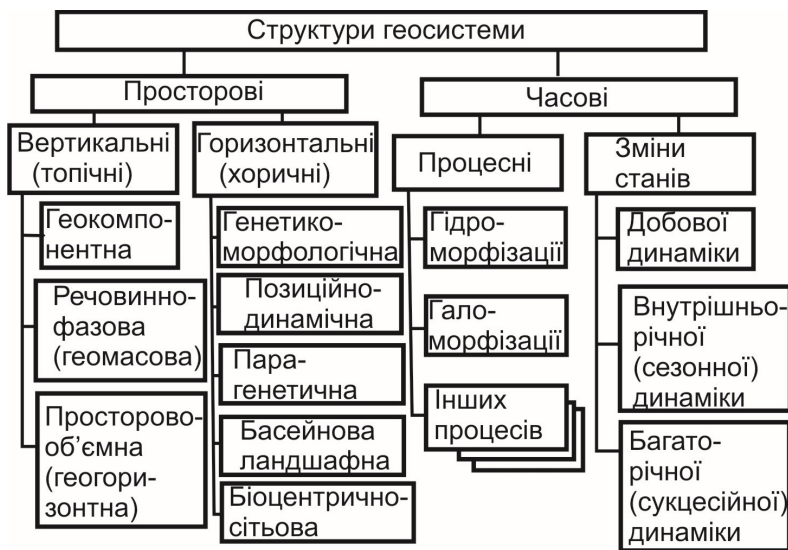 Структури геосистеми
Просторові
Часові
Вертикальні
(топічні)
Геокомпо-
нентна
Речовинно-
фазова
(геомасова)
Просторово-
об’ємна
(геогори-
зонтна)
Горизонтальні
(хоричні)
Генетико-
морфологічна
Позиційно-
динамічна
Пара-
генетична
Басейнова
ландшафна
Біоцентрично-
сітьова
Процесні
Гідро-
морфізації
Гало-
морфізації
Інших
процесів
Зміни
станів
Добової
динаміки
Внутрішньо-
річної
(сезонної)
динаміки
Багато-
річної
(сукцесійної)
динаміки